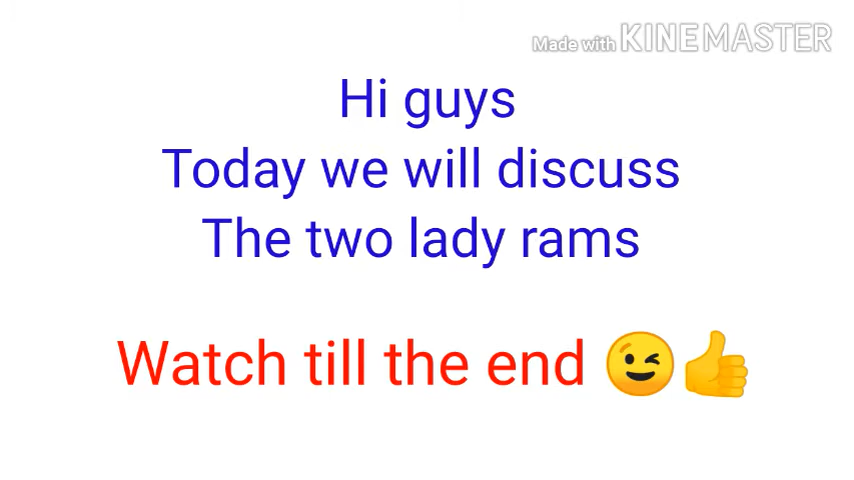 Made with KINEMASTER
Hi guys
Today we will discuss
The two lady rams
Watch till the end 😉👍